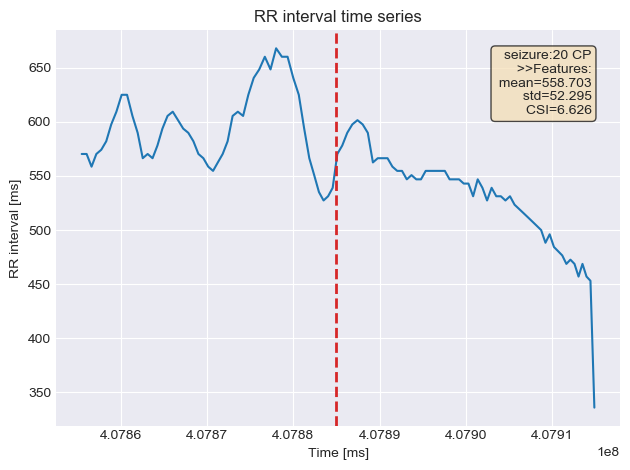 RR interval time series
seizure:20 CP
>>Features:
mean=558.703
std=52.295
CSI=6.626
RR interval [ms]
650
600
550
500
450
400
350
4.0786 4.0787 4.0788 4.0789 4.0790 4.0791
Time [ms]
1e8